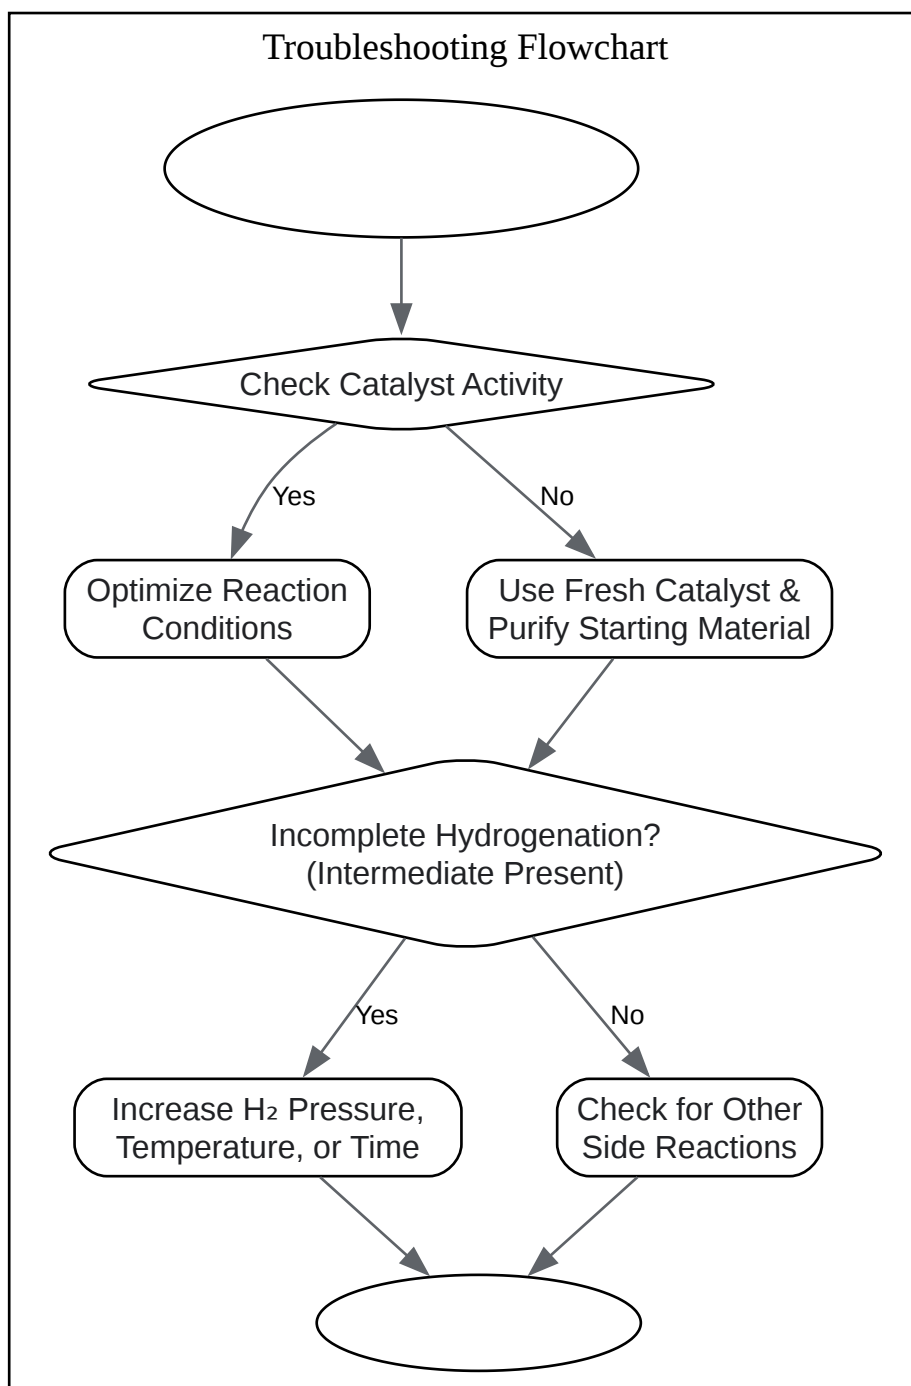 Troubleshooting Flowchart
Check Catalyst Activity
Yes
No
Optimize Reaction
Conditions
Use Fresh Catalyst &
Purify Starting Material
Incomplete Hydrogenation?
(Intermediate Present)
Yes
No
Increase H₂ Pressure,
Temperature, or Time
Check for Other
Side Reactions